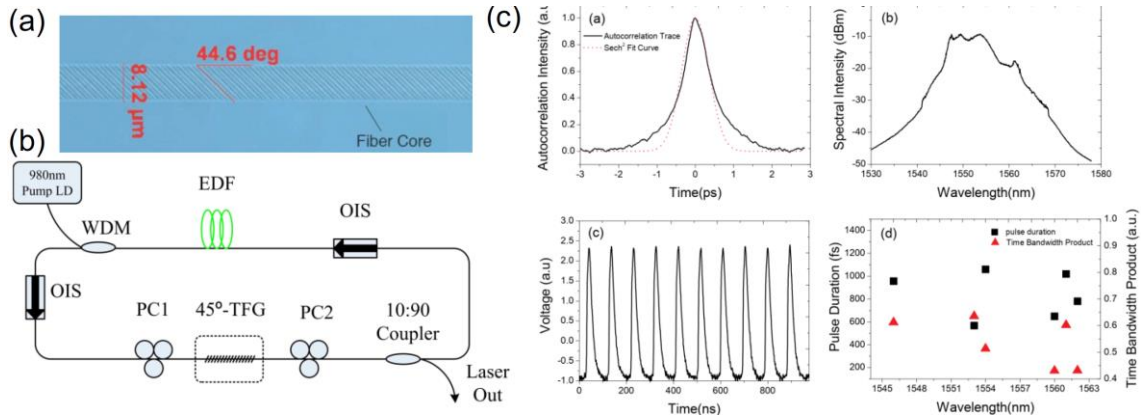 (a)
44.6 deg
8.12 μm
Fiber Core
(b)
980nm
Pump LD
WDM
EDF
OIS
OIS
PC1
45°-TFG
PC2
10:90
Coupler
Laser
Out
(c)
(a)
Autocorrelation Trace
Sech² Fit Curve
Autocorrelation Intensity (a.u.
1.0
0.8
0.6
0.4
0.2
0.0
-3 -2 -1 0 1 2 3
Time(ps)
(b)
Spectral Intensity (dBm)
0
-10
-20
-30
-40
-50
1530 1540 1550 1560 1570 1580
Wavelength(nm)
(c)
Voltage (a.u)
3.0
2.5
2.0
1.5
1.0
0.5
0.0
-0.5
-1.0
0 200 400 600 800
Time(ns)
(d)
pulse duration
Time Bandwidth Product
Pulse Duration (fs)
1400
1200
1000
800
600
400
200
0
1545 1548 1551 1554 1557 1560 1563
Wavelength(nm)
Time Bandwidth Product (a.u.)
1.0
0.9
0.8
0.7
0.6
0.5
0.4